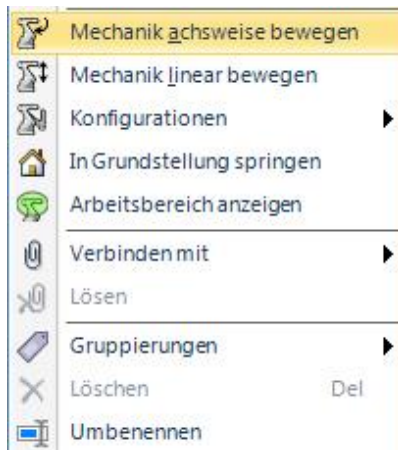 Mechanik achsweise bewegen
Mechanik linear bewegen
Konfigurationen
In Grundstellung springen
Arbeitsbereich anzeigen
Verbinden mit
Lösen
Gruppierungen
Löschen Del
Umbenennen